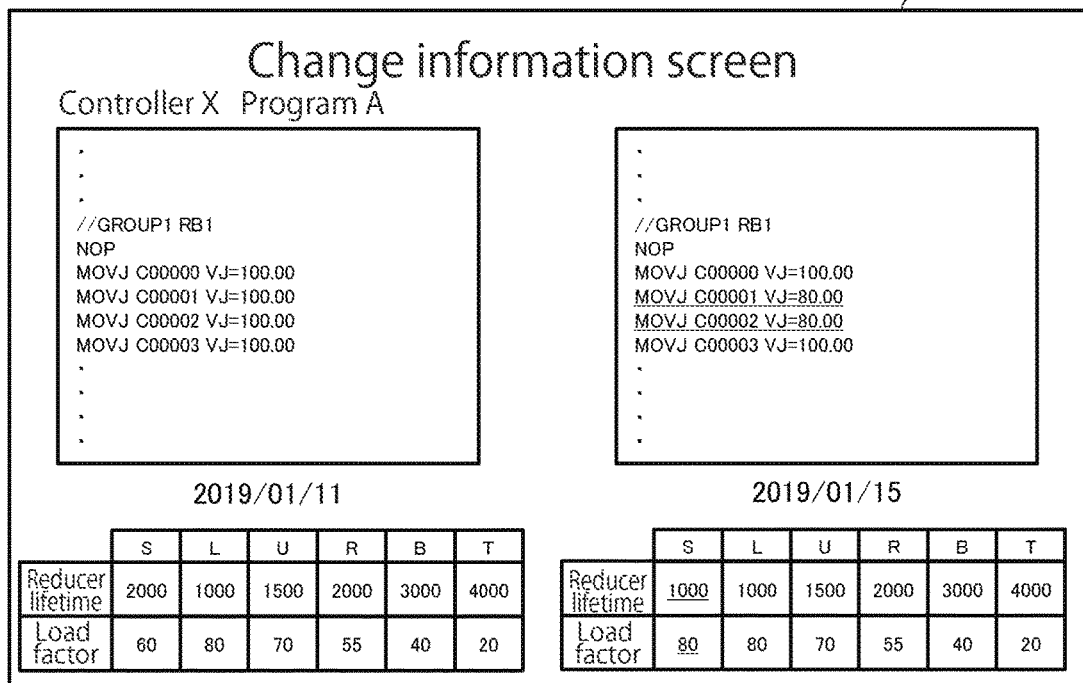 Change information screen
Controller X Program A
//GROUP1 RB1
NOP
MOVJ C00000 VJ=100.00
MOVJ C00001 VJ=100.00
MOVJ C00002 VJ=100.00
MOVJ C00003 VJ=100.00
2019/01/11
//GROUP1 RB1
NOP
MOVJ C00000 VJ=100.00
MOVJ C00001 VJ=80.00
MOVJ C00002 VJ=80.00
MOVJ C00003 VJ=100.00
2019/01/15
S L U R B T
Reducer lifetime 2000 1000 1500 2000 3000 4000
Load factor 60 80 70 55 40 20
S L U R B T
Reducer lifetime 1000 1000 1500 2000 3000 4000
Load factor 80 80 70 55 40 20